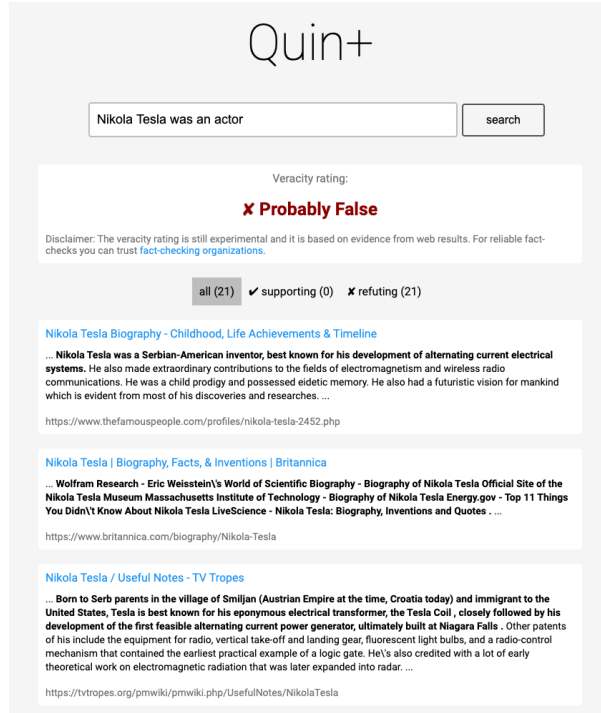 Quin+
Nikola Tesla was an actor
search
Veracity rating:
✘ Probably False
Disclaimer: The veracity rating is still experimental and it is based on evidence from web results. For reliable fact-
checks you can trust fact-checking organizations.
all (21) ✔ supporting (0) ✘ refuting (21)
Nikola Tesla Biography - Childhood, Life Achievements & Timeline
... Nikola Tesla was a Serbian-American inventor, best known for his development of alternating current electrical
systems. He also made extraordinary contributions to the fields of electromagnetism and wireless radio
communications. He was a child prodigy and possessed eidetic memory. He also had a futuristic vision for mankind
which is evident from most of his discoveries and researches. ...
https://www.thefamouspeople.com/profiles/nikola-tesla-2452.php
Nikola Tesla | Biography, Facts, & Inventions | Britannica
... Wolfram Research - Eric Weisstein\'s World of Scientific Biography - Biography of Nikola Tesla Official Site of the
Nikola Tesla Museum Massachusetts Institute of Technology - Biography of Nikola Tesla Energy.gov - Top 11 Things
You Didn\'t Know About Nikola Tesla LiveScience - Nikola Tesla: Biography, Inventions and Quotes . ...
https://www.britannica.com/biography/Nikola-Tesla
Nikola Tesla / Useful Notes - TV Tropes
... Born to Serb parents in the village of Smiljan (Austrian Empire at the time, Croatia today) and immigrant to the
United States, Tesla is best known for his eponymous electrical transformer, the Tesla Coil , closely followed by his
development of the first feasible alternating current power generator, ultimately built at Niagara Falls . Other patents
of his include the equipment for radio, vertical take-off and landing gear, fluorescent light bulbs, and a radio-control
mechanism that contained the earliest practical example of a logic gate. He\'s also credited with a lot of early
theoretical work on electromagnetic radiation that was later expanded into radar. ...
https://tvtropes.org/pmwiki/pmwiki.php/UsefulNotes/NikolaTesla